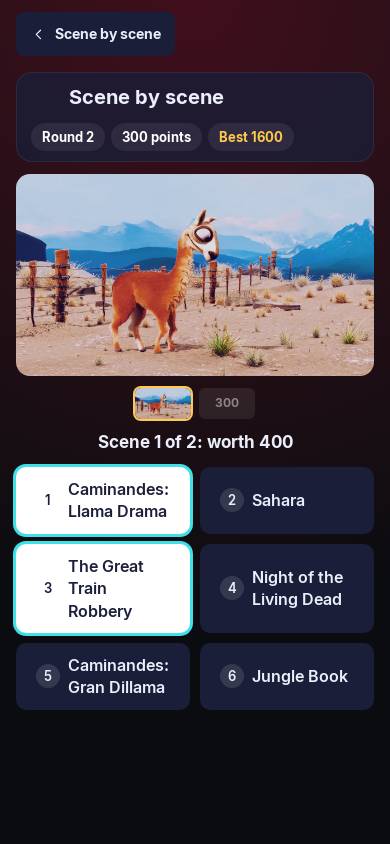 Scene by scene
Scene by scene
Round 2
300 points
Best 1600
300
Scene 1 of 2: worth 400
1
Caminandes:
Llama Drama
2
Sahara
3
The Great
Train
Robbery
4
Night of the
Living Dead
5
Caminandes:
Gran Dillama
6
Jungle Book